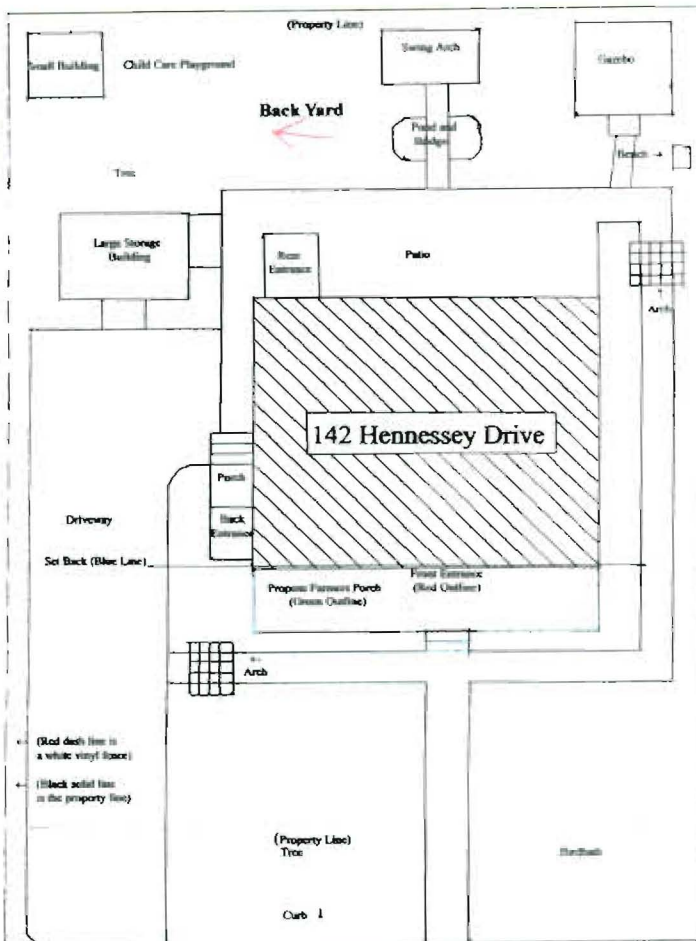 (Property Line)
Small Building
Child Care Playground
Swing Arch
Gazebo
Back Yard
Pond and
Bridge
Bench →
Tree
Large Storage
Building
Rear
Entrance
Patio
Arch
142 Hennessey Drive
Porch
Driveway
Back
Entrance
Set Back (Blue Line)
Propose Farmers Porch
(Green Outline)
Front Entrance
(Red Outline)
Arch
(Red dash line is
a white vinyl fence)
(Black solid line
is the property line)
(Property Line)
Tree
Birdbath
Curb